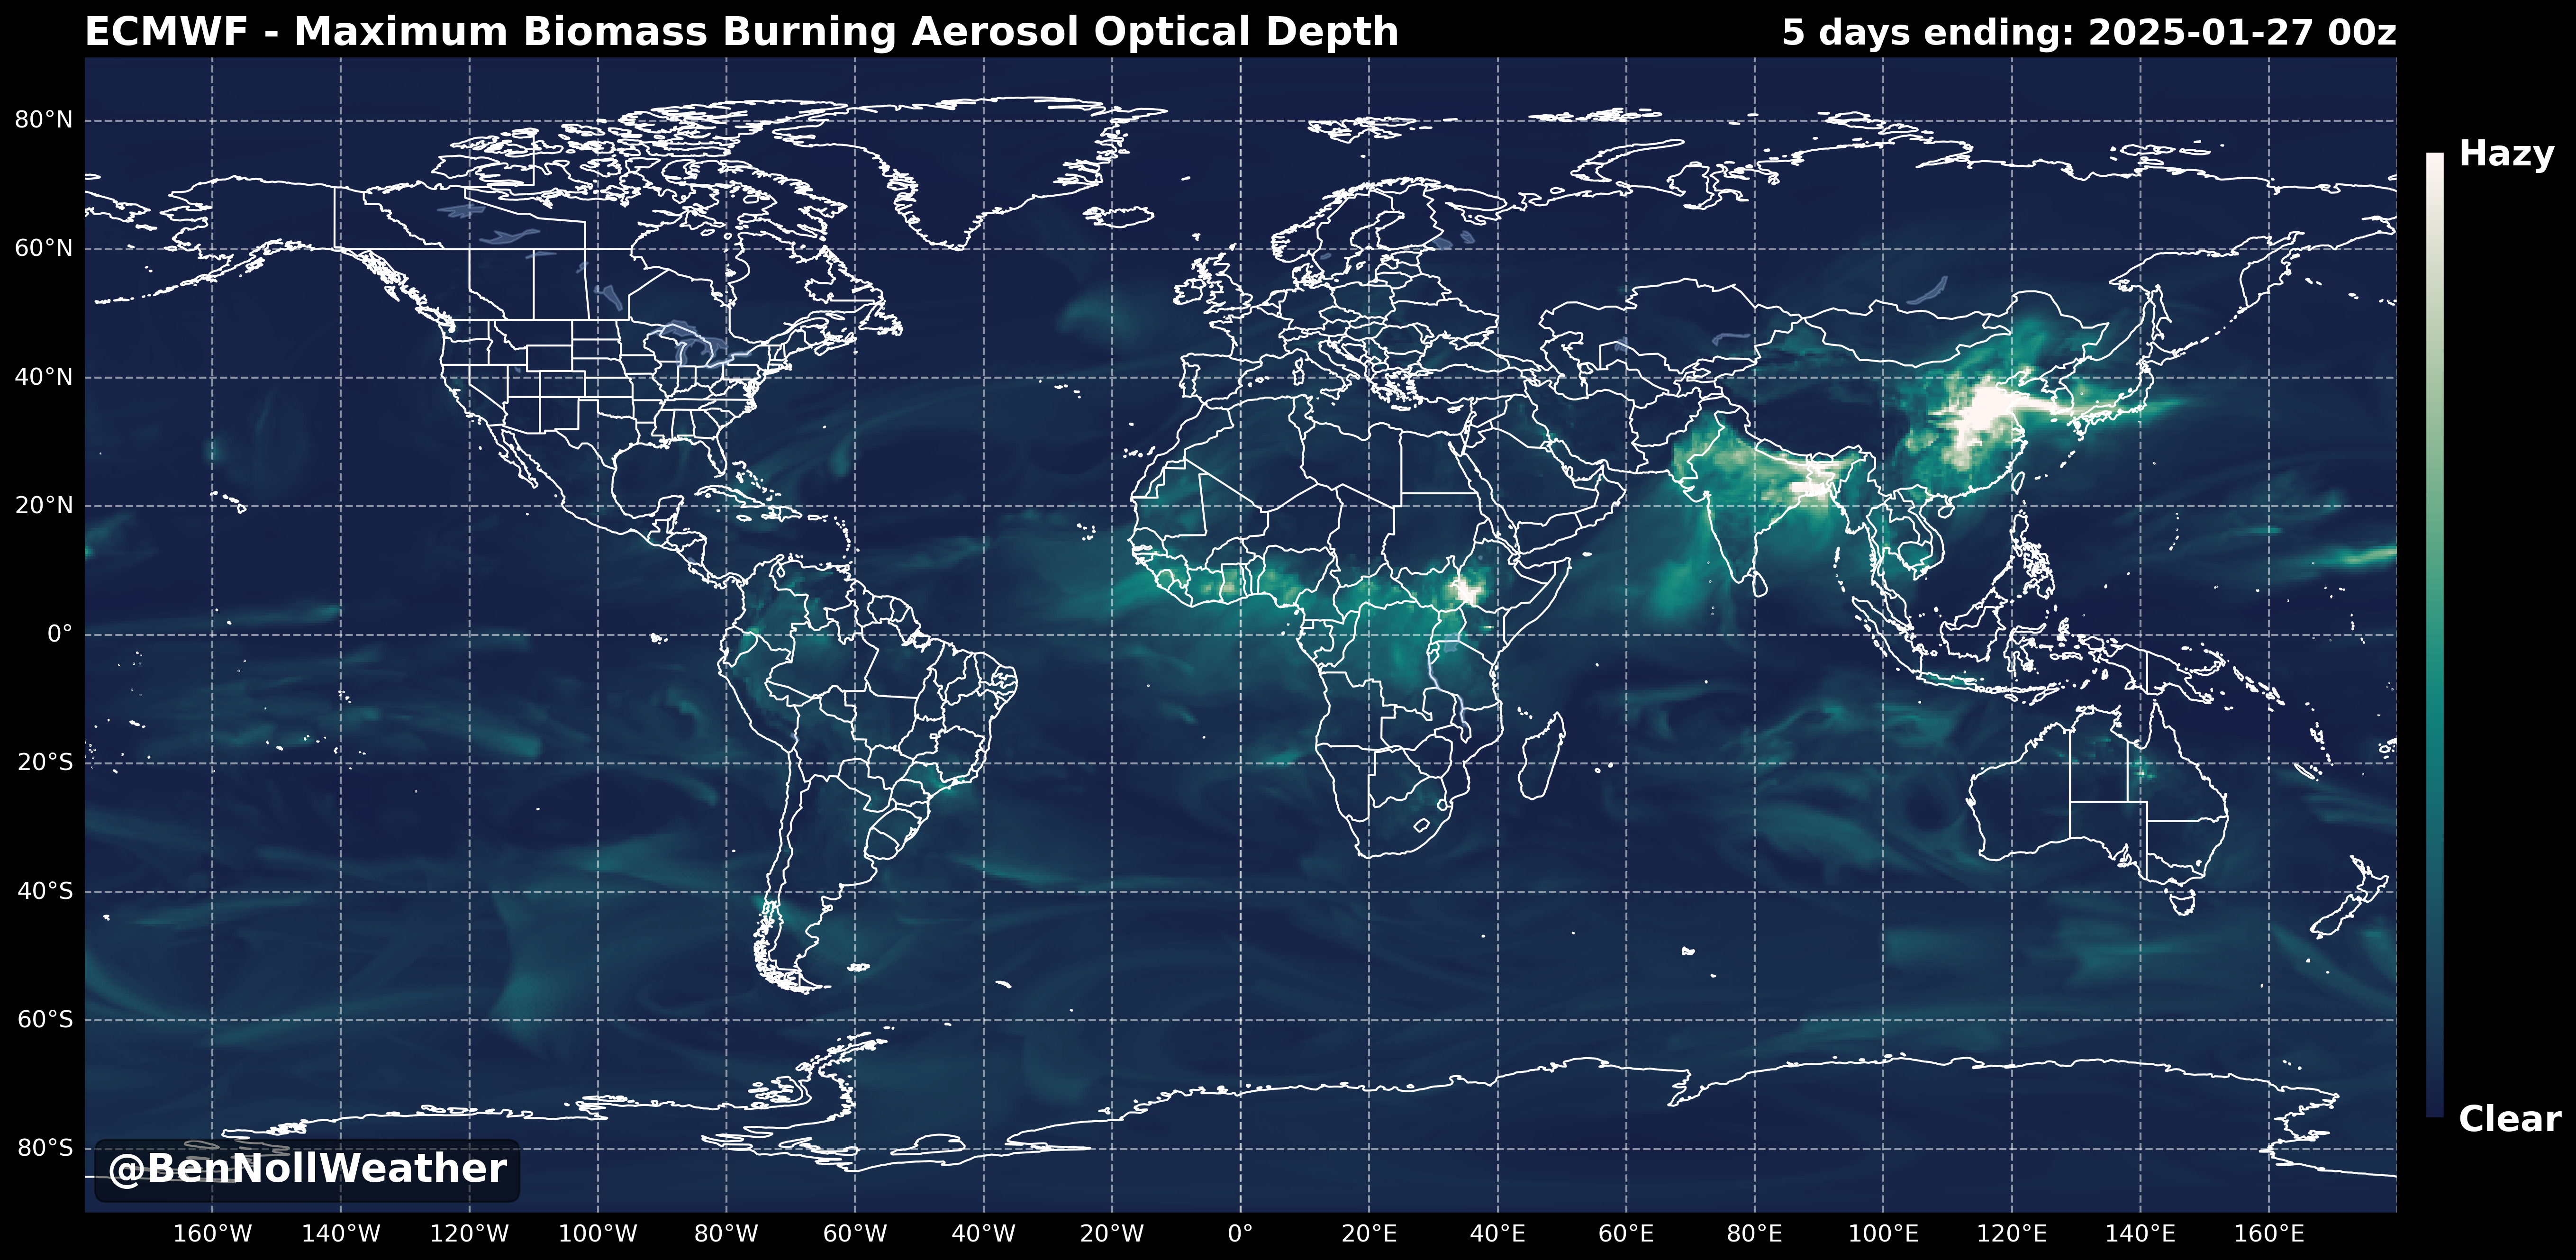 ECMWF - Maximum Biomass Burning Aerosol Optical Depth
5 days ending: 2025-01-27 00z
80°N
60°N
40°N
20°N
0°
20°S
40°S
60°S
80°S
Hazy
Clear
@BenNollWeather
160°W 140°W 120°W 100°W 80°W 60°W 40°W 20°W 0° 20°E 40°E 60°E 80°E 100°E 120°E 140°E 160°E